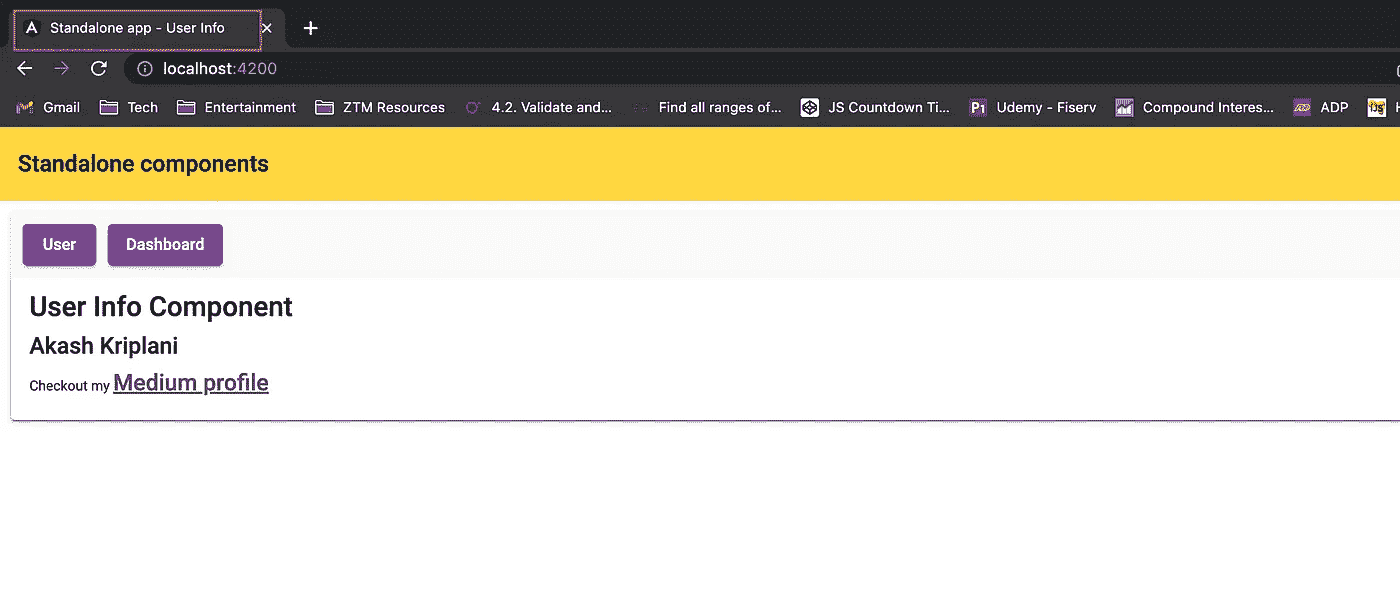 Standalone app - User Info
localhost:4200
Gmail Tech Entertainment ZTM Resources 4.2. Validate and... Find all ranges of... JS Countdown Ti... P1 Udemy - Fiserv Compound Interes... ADP
Standalone components
User Dashboard
User Info Component
Akash Kriplani
Checkout my Medium profile